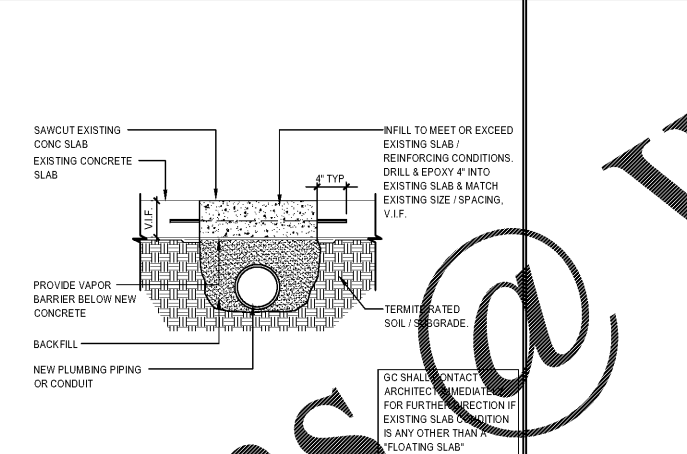 SAWCUT EXISTING
CONC SLAB
EXISTING CONCRETE
SLAB
4" TYP.
V.I.F.
INFILL TO MEET OR EXCEED
EXISTING SLAB /
REINFORCING CONDITIONS.
DRILL & EPOXY 4" INTO
EXISTING SLAB & MATCH
EXISTING SIZE / SPACING,
V.I.F.
PROVIDE VAPOR
BARRIER BELOW NEW
CONCRETE
BACKFILL
NEW PLUMBING PIPING
OR CONDUIT
TERMITE RATED
SOIL / SUBGRADE.
GC SHALL CONTACT
ARCHITECT IMMEDIATELY
FOR FURTHER DIRECTION IF
EXISTING SLAB CONDITION
IS ANY OTHER THAN A
"FLOATING SLAB"
@
s